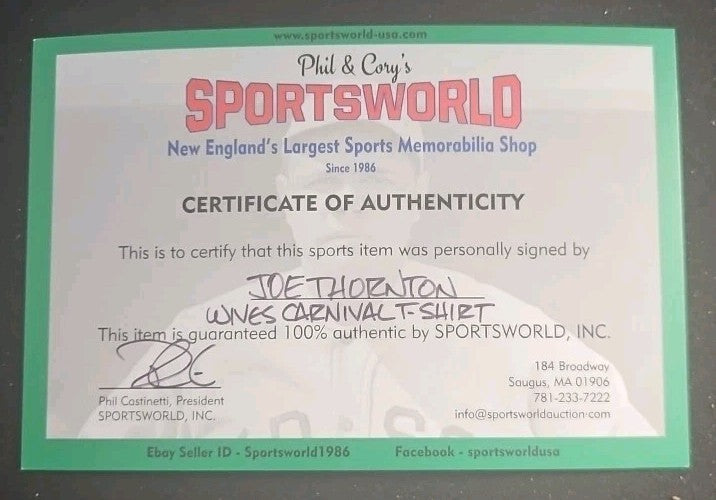 www.sportsworld-usa.com
Phil & Cory's
SPORTSWORLD
New England's Largest Sports Memorabilia Shop
Since 1986
CERTIFICATE OF AUTHENTICITY
This is to certify that this sports item was personally signed by
JOE THORNTON
WIVES CARNIVAL T-SHIRT
This item is guaranteed 100% authentic by SPORTSWORLD, INC.
Phil Castinetti, President
SPORTSWORLD, INC.
184 Broadway
Saugus, MA 01906
781-233-7222
info@sportsworldauction.com
Ebay Seller ID - Sportsworld1986
Facebook - sportsworldusa